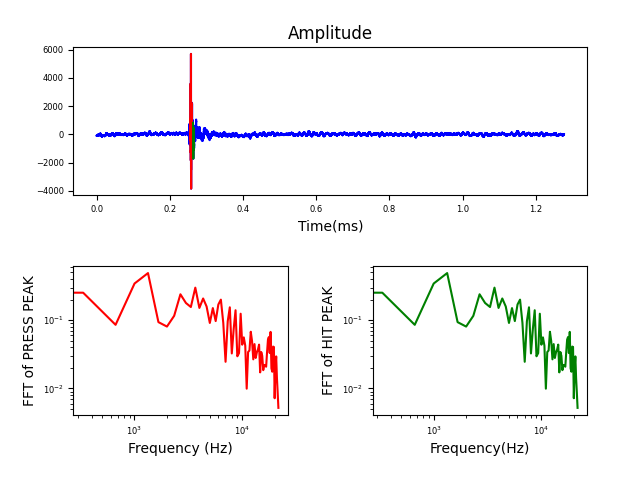 Amplitude
6000
4000
2000
0
−2000
−4000
0.0 0.2 0.4 0.6 0.8 1.0 1.2
Time(ms)
FFT of PRESS PEAK
10⁻¹
10⁻²
10³ 10⁴
Frequency (Hz)
FFT of HIT PEAK
10⁻¹
10⁻²
10³ 10⁴
Frequency(Hz)